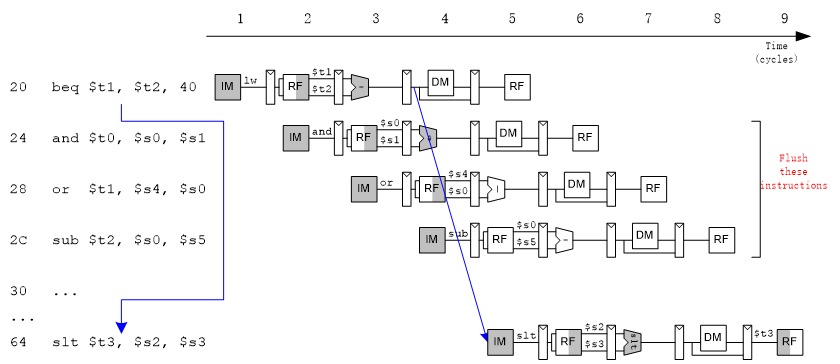 1 2 3 4 5 6 7 8 9
Time
(cycles)
20 beq $t1, $t2, 40 IM lw RF $t1 $t2 - DM RF
24 and $t0, $s0, $s1 IM and RF $s0 $s1 & DM RF
28 or $t1, $s4, $s0 IM or RF $s4 $s0 | DM RF
2C sub $t2, $s0, $s5 IM sub RF $s0 $s5 - DM RF
Flush
these
instructions
30 ...
...
64 slt $t3, $s2, $s3 IM slt RF $s2 $s3 slt DM $t3 RF